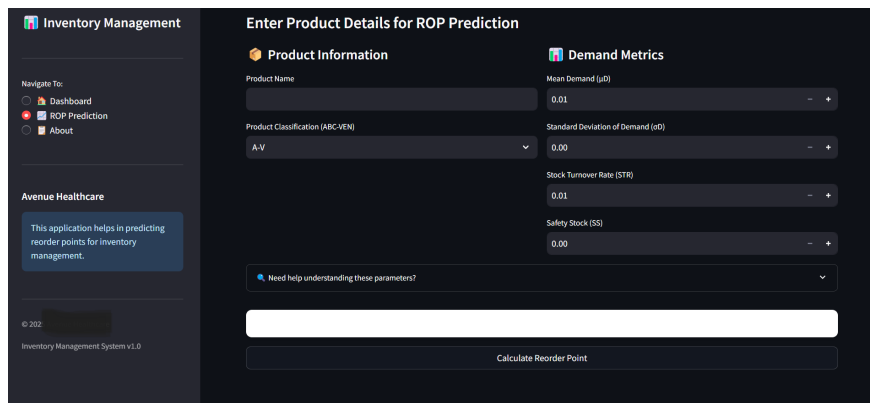 Inventory Management
Navigate To:
Dashboard
ROP Prediction
About
Avenue Healthcare
This application helps in predicting
reorder points for inventory
management.
© 202
Inventory Management System v1.0
Enter Product Details for ROP Prediction
Product Information
Product Name
Product Classification (ABC-VEN)
A-V
Demand Metrics
Mean Demand (μD)
0.01
Standard Deviation of Demand (σD)
0.00
Stock Turnover Rate (STR)
0.01
Safety Stock (SS)
0.00
Need help understanding these parameters?
Calculate Reorder Point